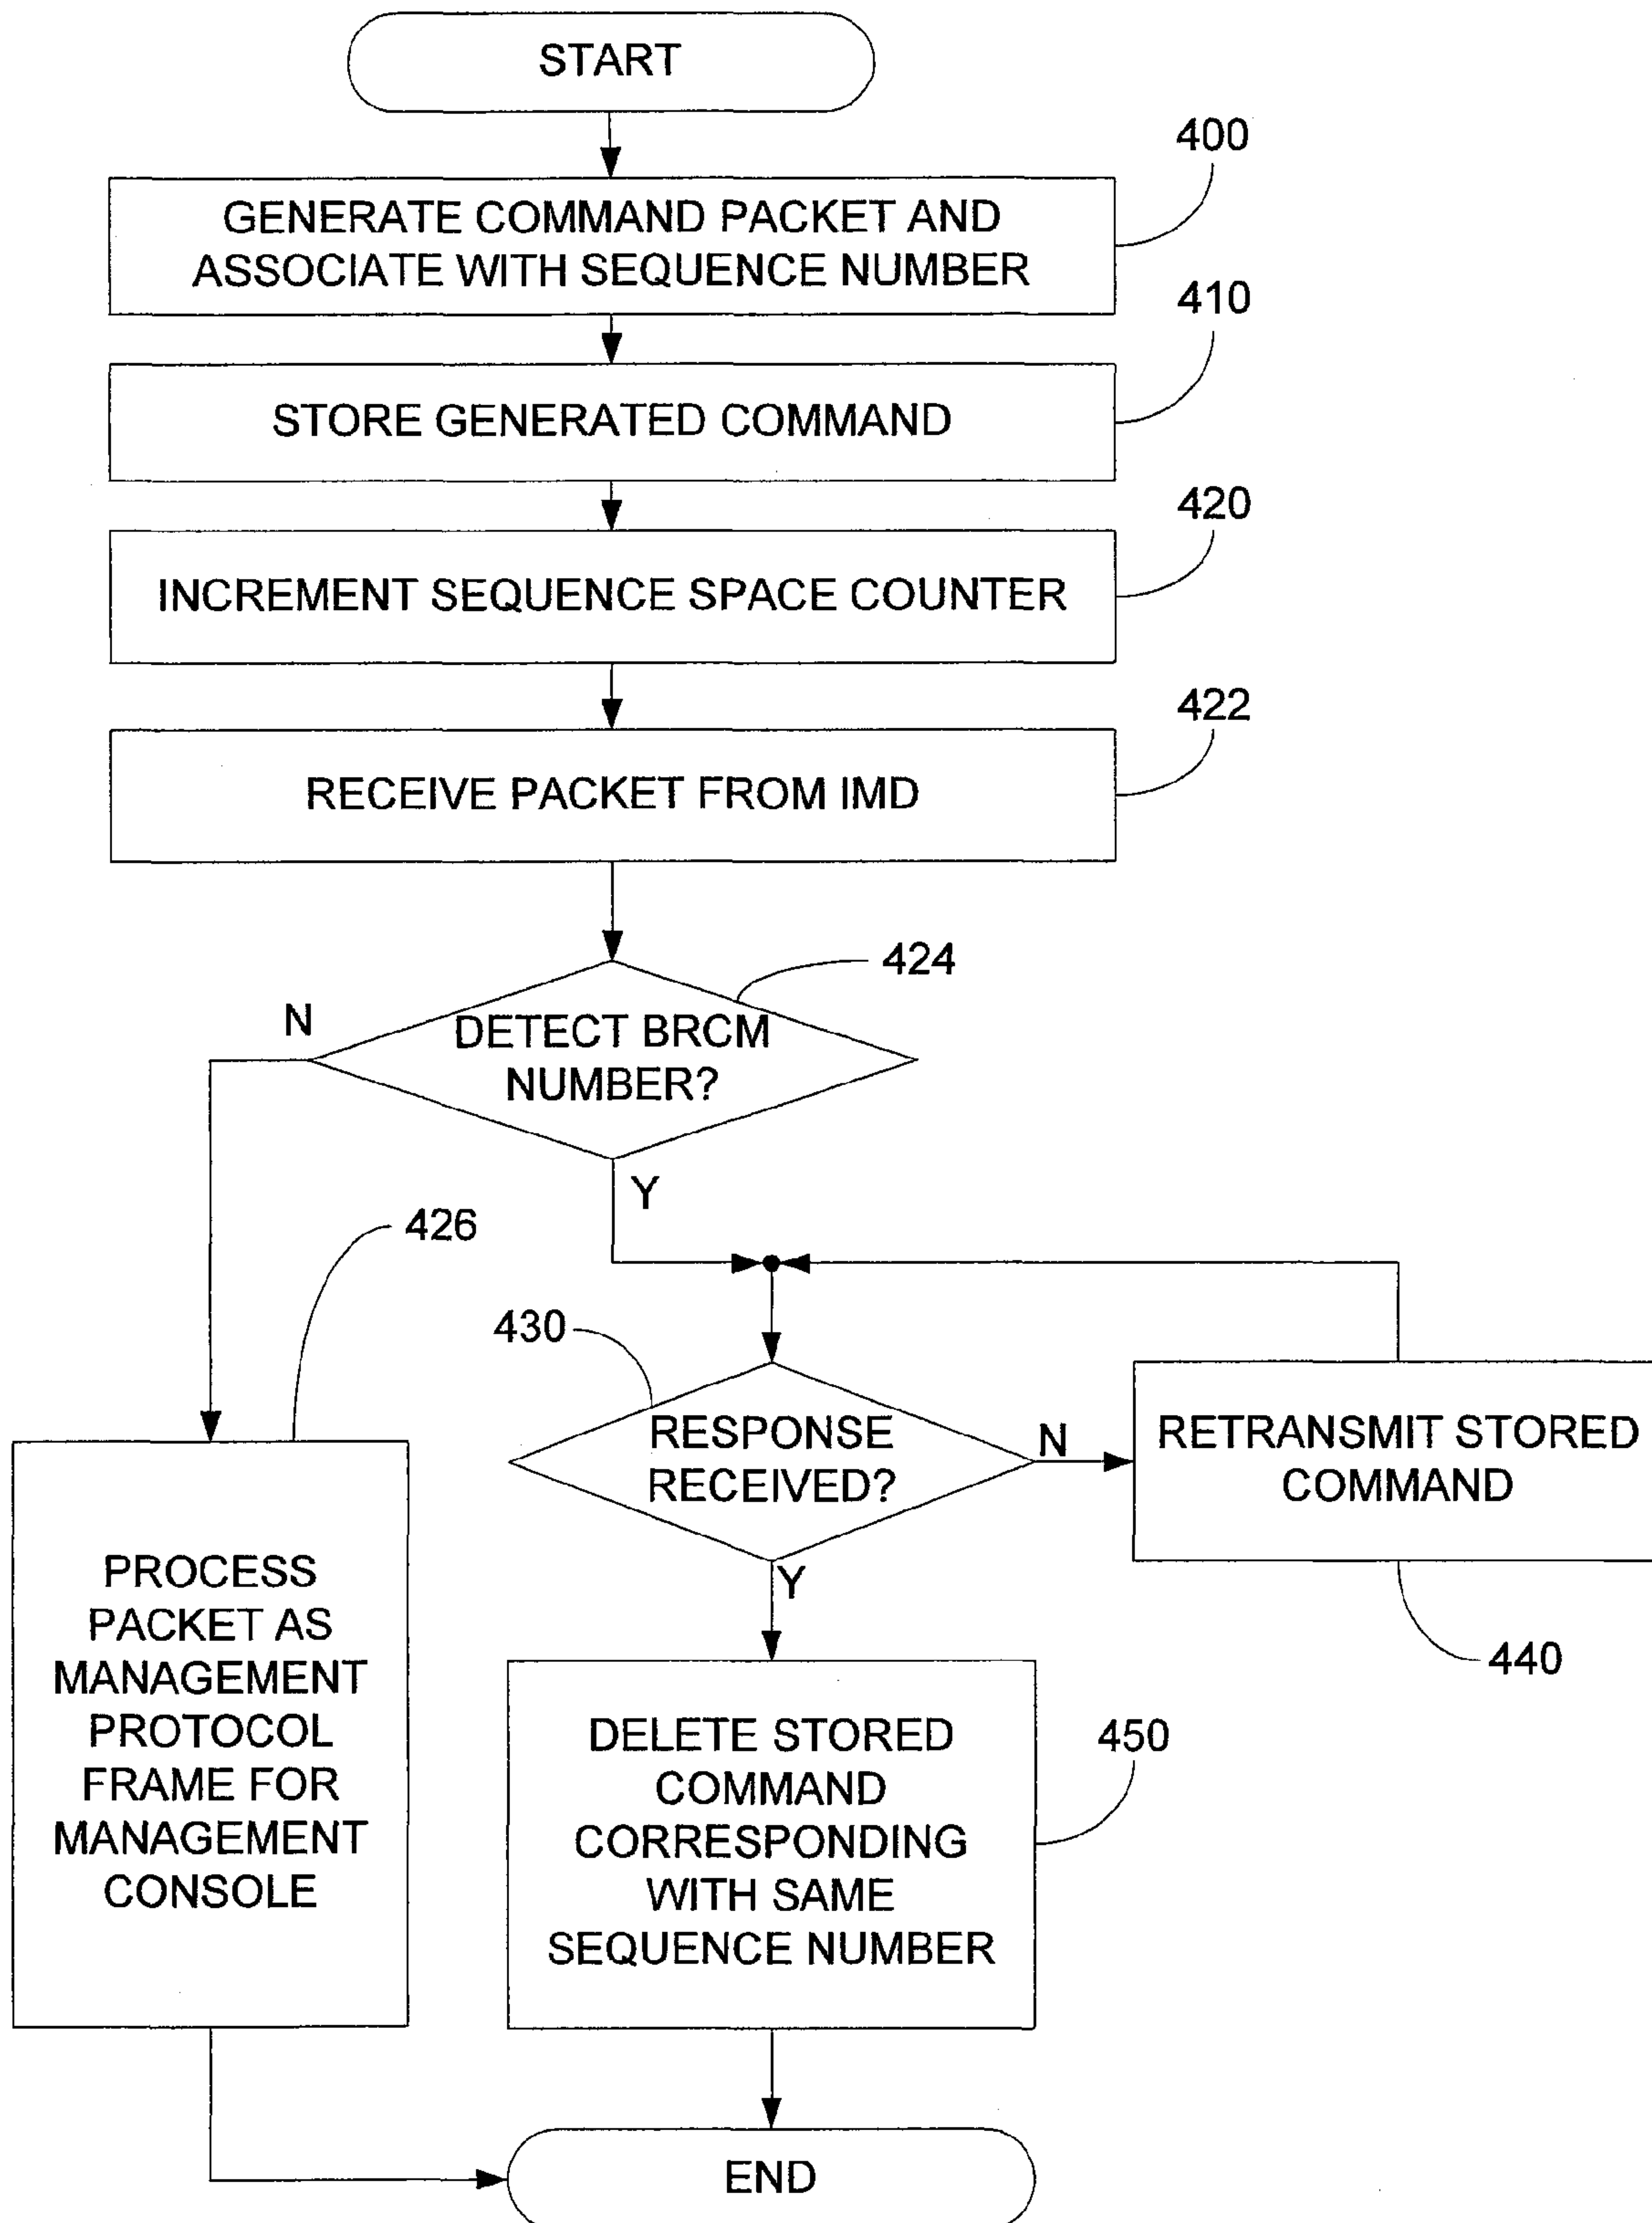 START
400
GENERATE COMMAND PACKET AND
ASSOCIATE WITH SEQUENCE NUMBER
410
STORE GENERATED COMMAND
420
INCREMENT SEQUENCE SPACE COUNTER
422
RECEIVE PACKET FROM IMD
424
N
DETECT BRCM
NUMBER?
Y
426
430
RESPONSE
RECEIVED?
N
RETRANSMIT STORED
COMMAND
Y
440
PROCESS
PACKET AS
MANAGEMENT
PROTOCOL
FRAME FOR
MANAGEMENT
CONSOLE
DELETE STORED
COMMAND
CORRESPONDING
WITH SAME
SEQUENCE NUMBER
450
END